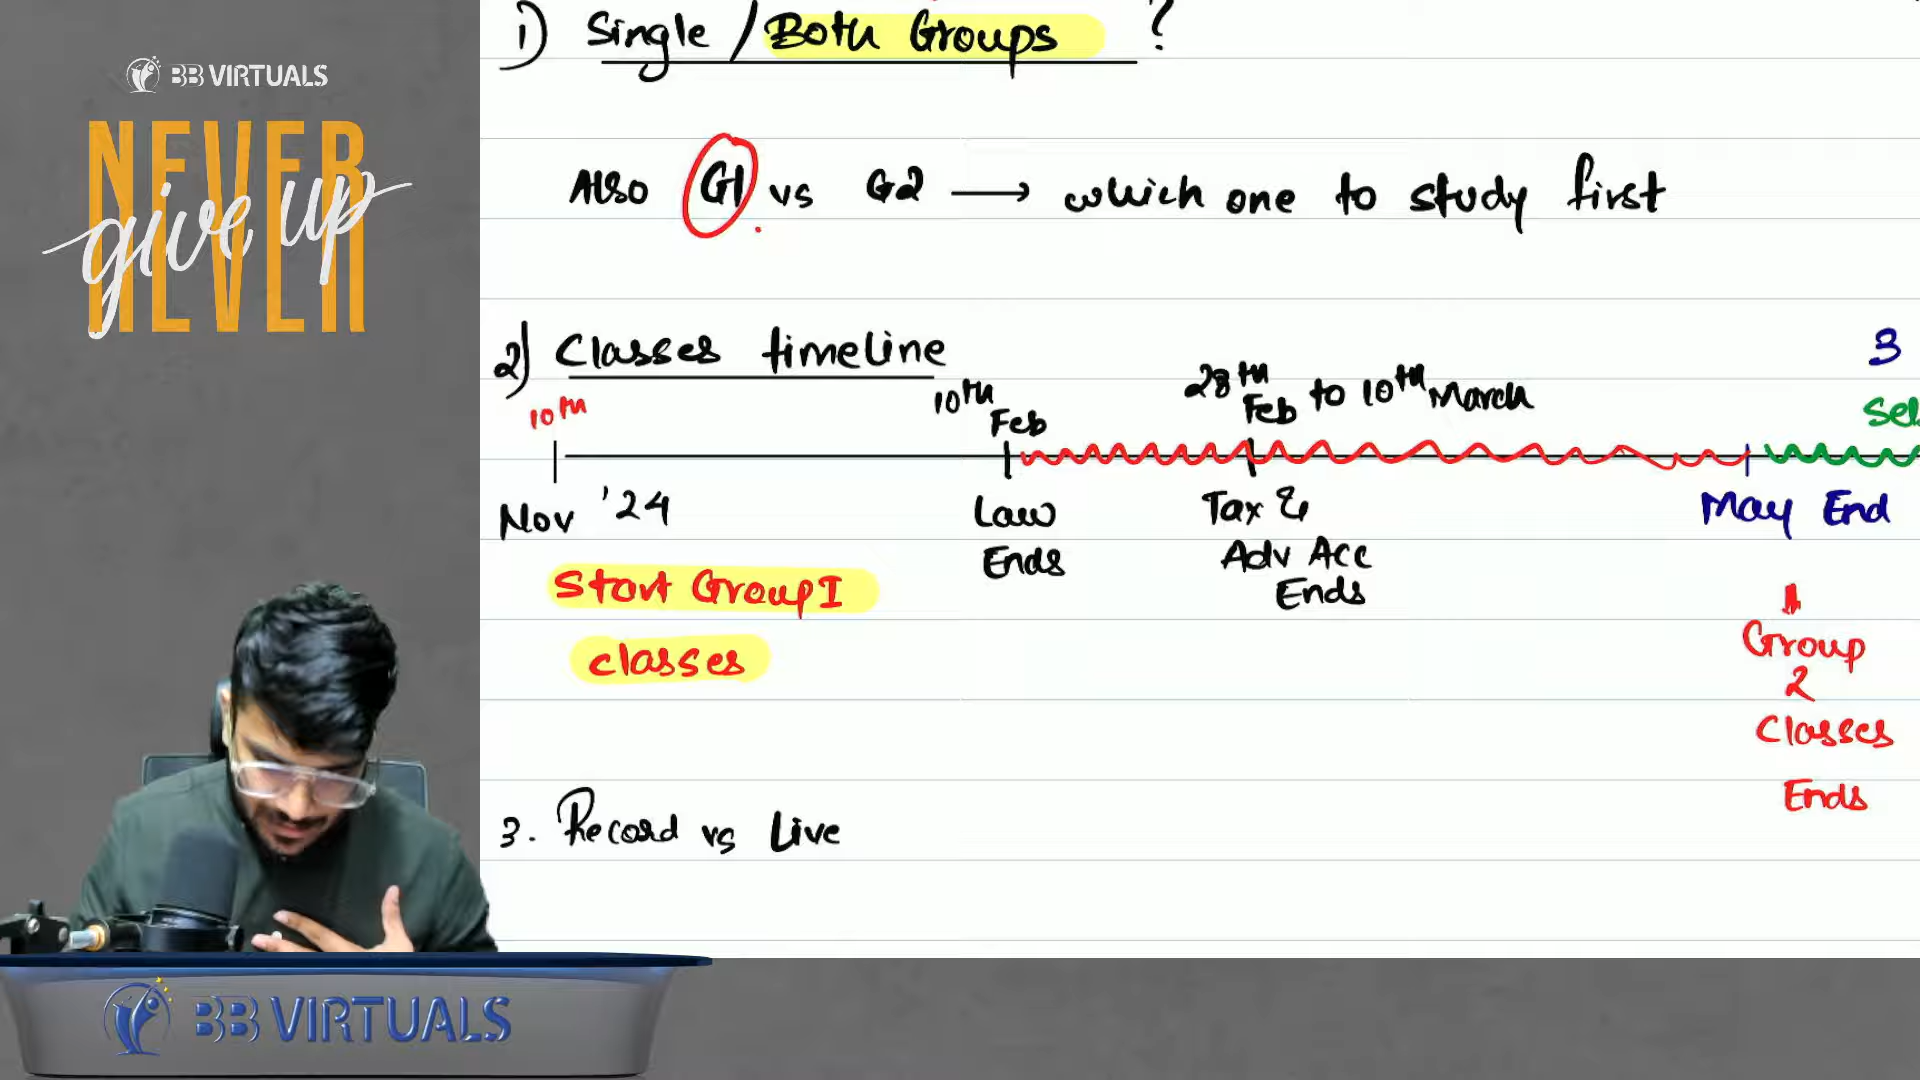 BB VIRTUALS
NEVER
give up
NEVER
1) Single / Both Groups ?
Also G1 vs G2 → which one to study first
2) Classes timeline
10th
10th Feb
28th Feb to 10th March
3
Nov '24
Law Ends
Tax & Adv Acc Ends
May End
Start Group I
classes
Group
2
Classes
Ends
3. Record vs Live
BB VIRTUALS